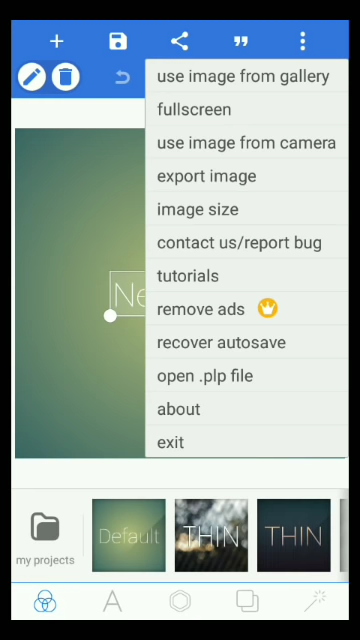 use image from gallery
fullscreen
use image from camera
export image
image size
contact us/report bug
tutorials
remove ads
recover autosave
open .plp file
about
exit
Ne
my projects
Default
THIN
THIN
A